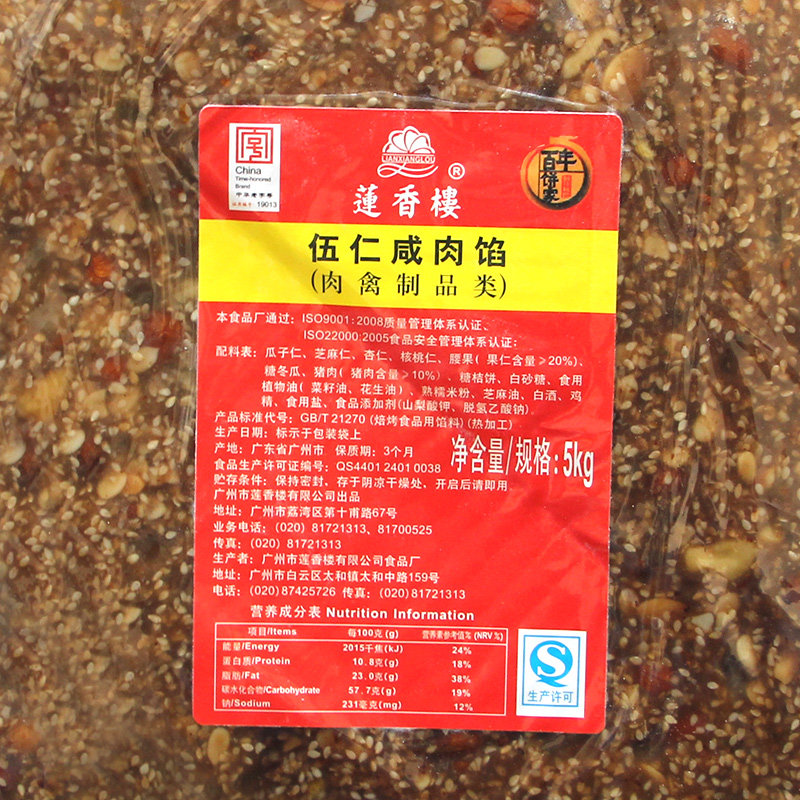 China
Time-honored
Brand
中华老字号
19013
LIANXIANGLOU
®
蓮香樓
百年
饼家
伍仁咸肉馅
(肉禽制品类)
本食品厂通过：ISO9001:2008质量管理体系认证、
ISO22000:2005食品安全管理体系认证；
配料表：瓜子仁、芝麻仁、杏仁、核桃仁、腰果（果仁含量≥20%）、
糖冬瓜、猪肉（猪肉含量≥10%）、糖桔饼、白砂糖、食用
植物油（菜籽油、花生油）、熟糯米粉、芝麻油、白酒、鸡
精、食用盐、食品添加剂(山梨酸钾、脱氢乙酸钠)
产品标准代号：GB/T 21270 (焙烤食品用馅料)(热加工)
生产日期：标示于包装袋上
产地：广东省广州市 保质期：3个月
净含量/规格：5kg
食品生产许可证编号：QS4401 2401 0038
贮存条件：保持密封、存于阴凉干燥处、开启后请即用
广州市蓮香楼有限公司出品
地址：广州市荔湾区第十甫路67号
业务电话：（020）81721313、81700525
传真：（020）81721313
生产者：广州市蓮香楼有限公司食品厂
地址：广州市白云区太和镇太和中路159号
电话：（020）87425726 传真：（020）81721313
营养成分表 Nutrition Information
项目/Items 每100克(g) 营养素参考值% (NRV%)
能量/Energy 2015千焦(kJ) 24%
蛋白质/Protein 10.8克(g) 18%
脂肪/Fat 23.0克(g) 38%
碳水化合物/Carbohydrate 57.7克(g) 19%
钠/Sodium 231毫克(mg) 12%
生产许可